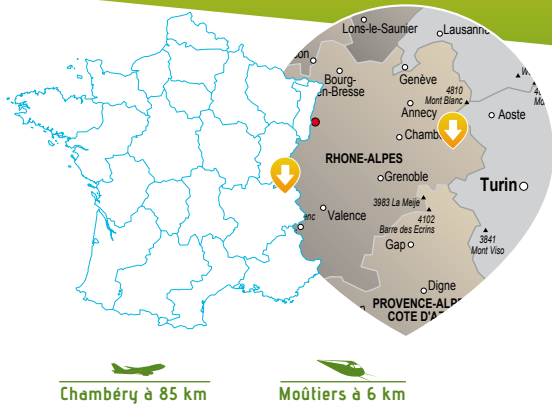 Lons-le-Saunier
Lausanne
Bourg-
en-Bresse
Genève
4810
Mont Blanc
Annecy
Aoste
RHONE-ALPES
Grenoble
Turin
3983 La Meije
4102
Barre des Ecrins
Valence
3841
Mont Viso
Gap
Digne
PROVENCE-ALP
COTE D'AZ
Chambéry à 85 km
Moûtiers à 6 km